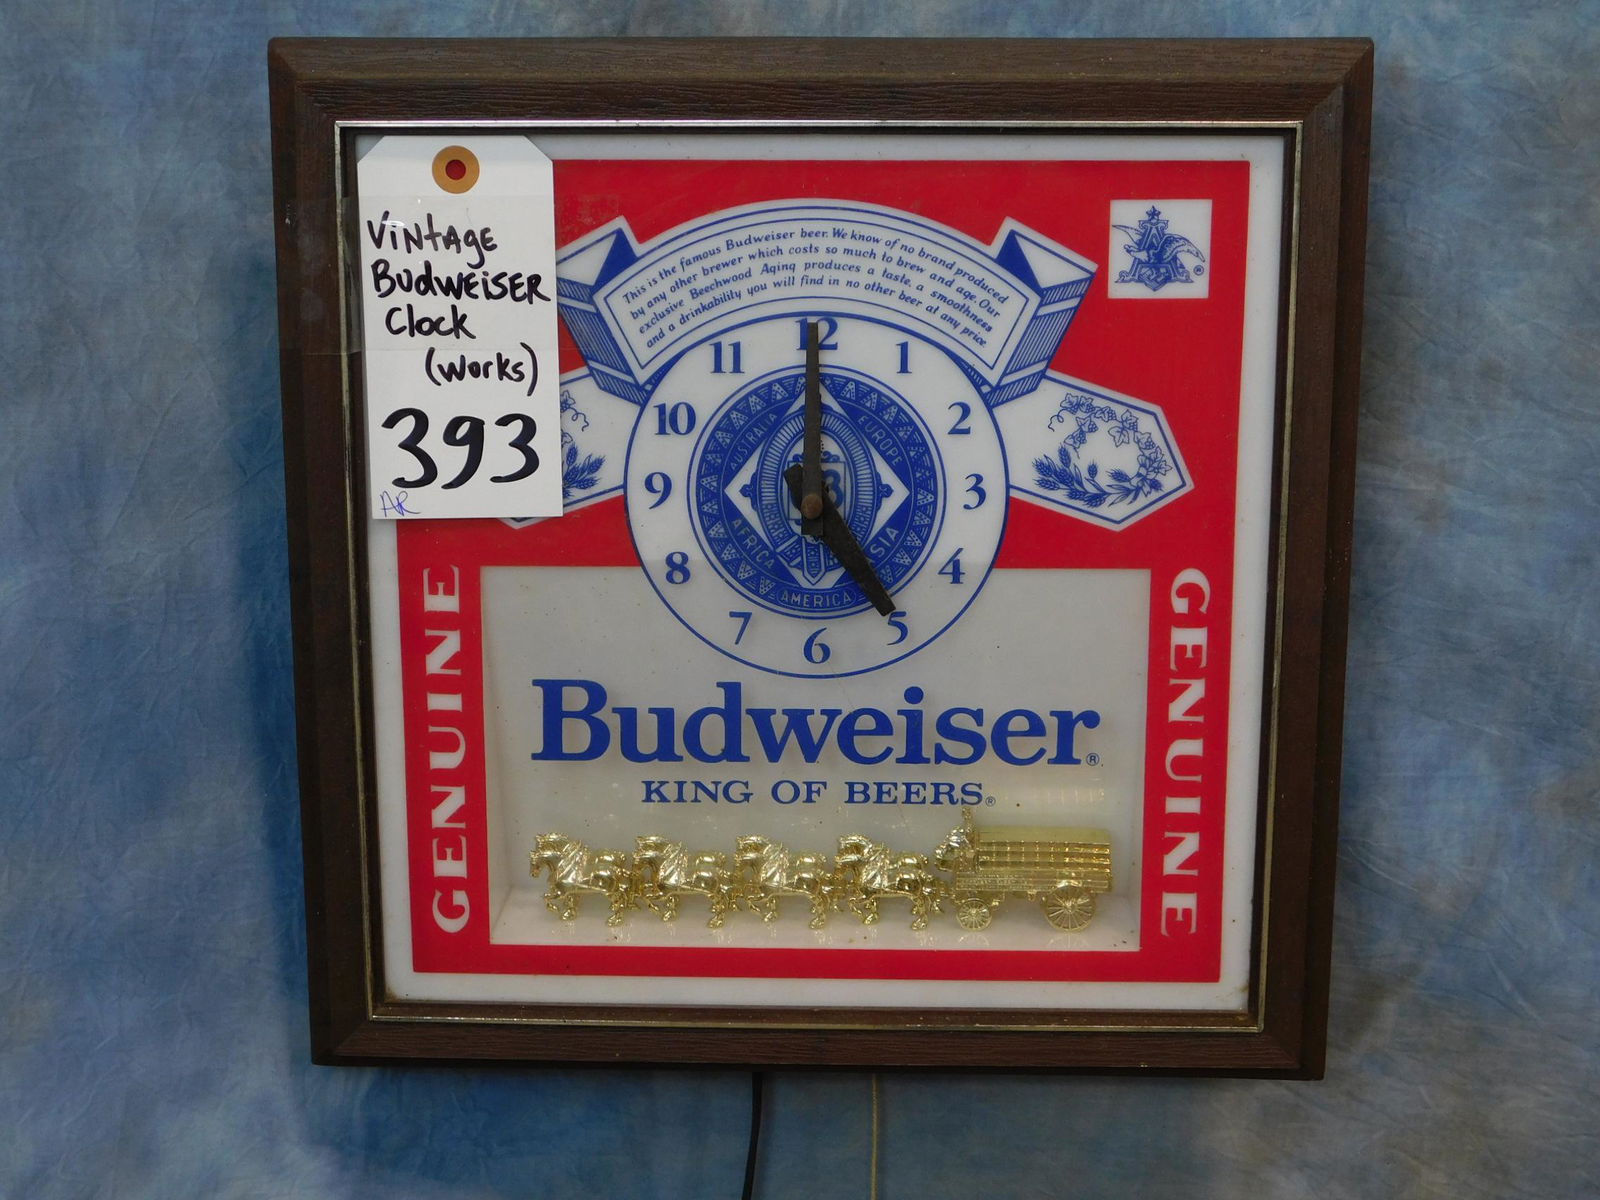 Vintage
Budweiser
Clock
(works)
393
AR
This is the famous Budweiser beer. We know of no brand produced
by any other brewer which costs so much to brew and age. Our
exclusive Beechwood Aging produces a taste, a smoothness
and a drinkability you will find in no other beer at any price.
A
®
12
11 1
10 2
9 3
8 4
7 5
6
AUSTRALIA EUROPE
AFRICA ASIA
AMERICA
GENUINE
GENUINE
Budweiser®
KING OF BEERS®